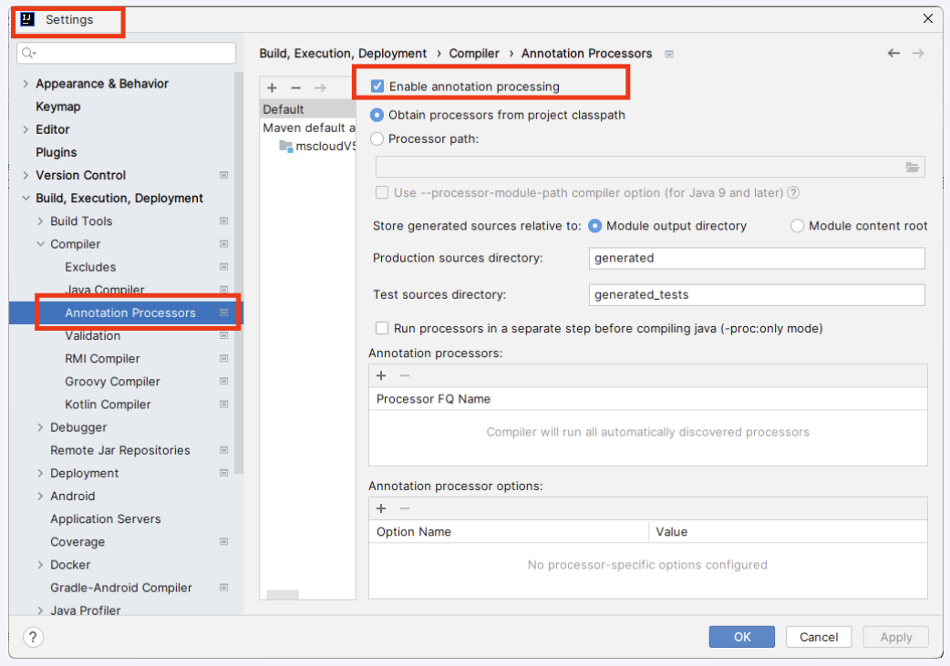 Settings
Build, Execution, Deployment › Compiler › Annotation Processors
Appearance & Behavior
Keymap
Editor
Plugins
Version Control
Build, Execution, Deployment
Build Tools
Compiler
Excludes
Java Compiler
Annotation Processors
Validation
RMI Compiler
Groovy Compiler
Kotlin Compiler
Debugger
Remote Jar Repositories
Deployment
Android
Application Servers
Coverage
Docker
Gradle-Android Compiler
Java Profiler
Default
Maven default a
mscloudV5
Enable annotation processing
Obtain processors from project classpath
Processor path:
Use --processor-module-path compiler option (for Java 9 and later) ?
Store generated sources relative to: Module output directory Module content root
Production sources directory: generated
Test sources directory: generated_tests
Run processors in a separate step before compiling java (-proc:only mode)
Annotation processors:
+ −
Processor FQ Name
Compiler will run all automatically discovered processors
Annotation processor options:
+ −
Option Name Value
No processor-specific options configured
? OK Cancel Apply